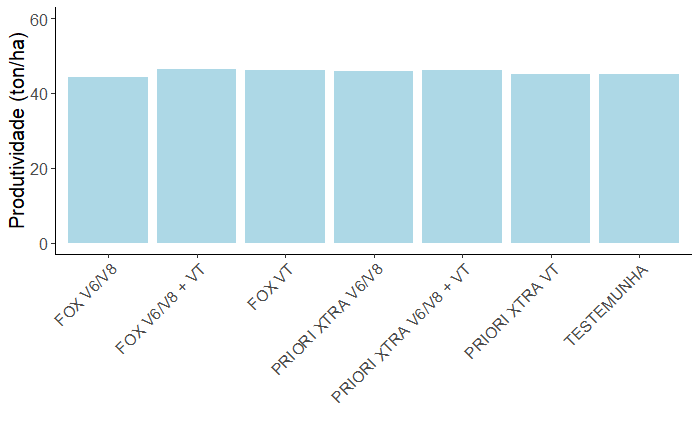 Produtividade (ton/ha)
60
40
20
0
FOX V6/V8
FOX V6/V8 + VT
FOX VT
PRIORI XTRA V6/V8
PRIORI XTRA V6/V8 + VT
PRIORI XTRA VT
TESTEMUNHA